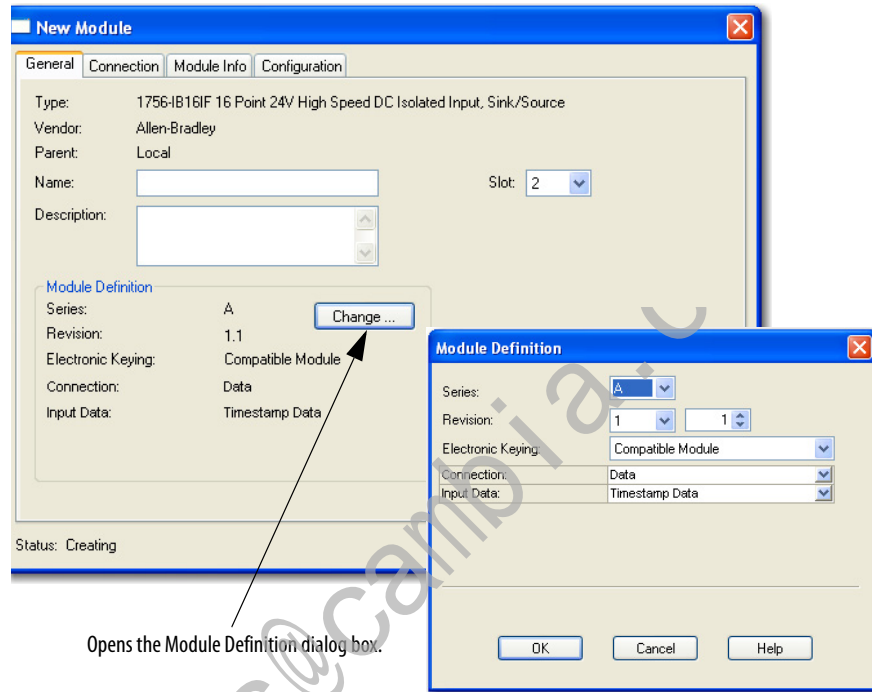 New Module
General Connection Module Info Configuration
Type: 1756-IB16IF 16 Point 24V High Speed DC Isolated Input, Sink/Source
Vendor: Allen-Bradley
Parent: Local
Name: Slot: 2
Description:
Module Definition
Series: A Change ...
Revision: 1.1
Electronic Keying: Compatible Module
Connection: Data
Input Data: Timestamp Data
Status: Creating
Module Definition
Series: A
Revision: 1 1
Electronic Keying: Compatible Module
Connection: Data
Input Data: Timestamp Data
OK Cancel Help
Opens the Module Definition dialog box.
@cambia.c